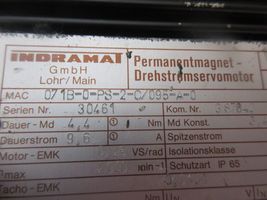 INDRAMAT
GmbH
Lohr/Main
Permanentmagnet-
Drehstromservomotor
MAC 071B-0-PS-2-C/095-A-0
Serien Nr. 30461 Kom. Nr.
Dauer-Md 4,4 Nm Md Konst.
Dauerstrom 9,6 A Spitzenstrom
Motor - EMK VS/rad Isolationsklasse
min Schutzart IP 65
Tacho - EMK